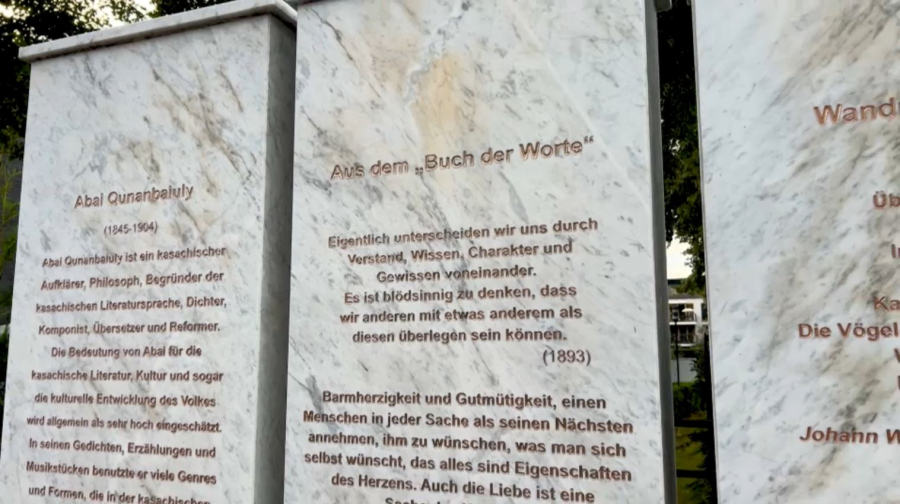 Abai Qunanbaiuly
(1845-1904)
Abai Qunanbaiuly ist ein kasachischer
Aufklärer, Philosoph, Begründer der
kasachischen Literatursprache, Dichter,
Komponist, Übersetzer und Reformer.
Die Bedeutung von Abai für die
kasachische Literatur, Kultur und sogar
die kulturelle Entwicklung des Volkes
wird allgemein als sehr hoch eingeschätzt.
In seinen Gedichten, Erzählungen und
Musikstücken benutzte er viele Genres
und Formen, die in der kasachischen
Aus dem „Buch der Worte“
Eigentlich unterscheiden wir uns durch
Verstand, Wissen, Charakter und
Gewissen voneinander.
Es ist blödsinnig zu denken, dass
wir anderen mit etwas anderem als
diesen überlegen sein können.
(1893)
Barmherzigkeit und Gutmütigkeit, einen
Menschen in jeder Sache als seinen Nächsten
annehmen, ihm zu wünschen, was man sich
selbst wünscht, das alles sind Eigenschaften
des Herzens. Auch die Liebe ist eine
Die Vögel
Johann